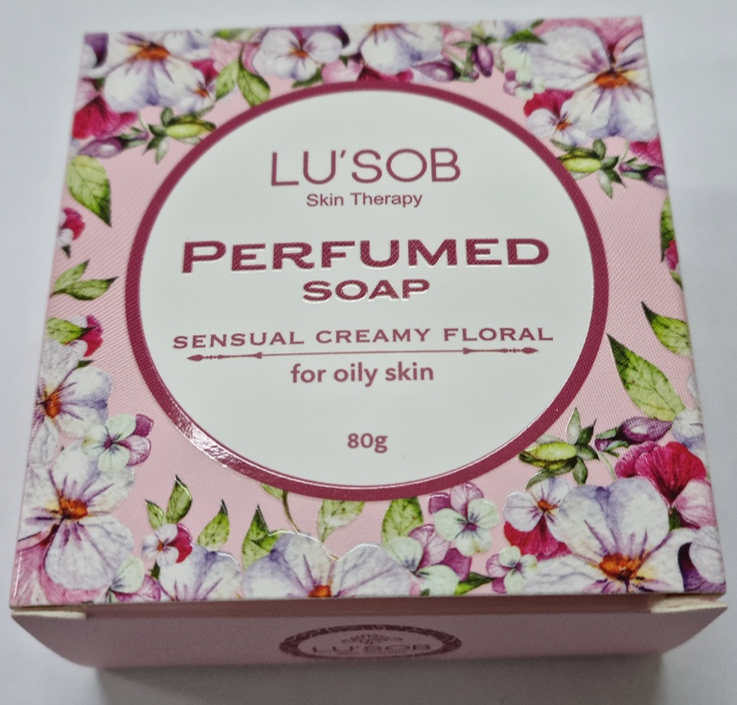 LU'SOB
Skin Therapy
PERFUMED
SOAP
SENSUAL CREAMY FLORAL
for oily skin
80g
LU'SOB